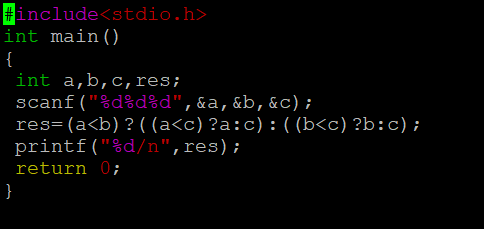 #include<stdio.h>
int main()
{
 int a,b,c,res;
 scanf("%d%d%d",&a,&b,&c);
 res=(a<b)?((a<c)?a:c):((b<c)?b:c);
 printf("%d/n",res);
 return 0;
}